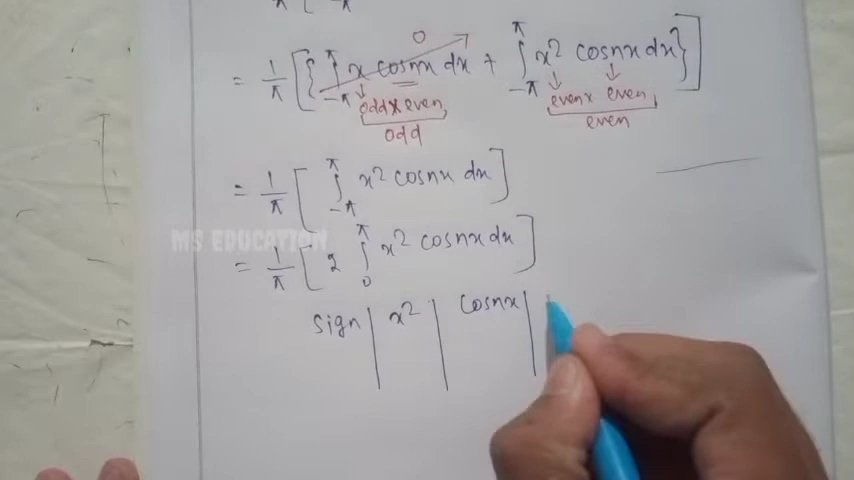 = 1/π [ { ∫_{-π}^{π} x cosnx dx + ∫_{-π}^{π} x² cosnx dx } ]
0
odd x even
odd
even x even
even
= 1/π [ ∫_{-π}^{π} x² cosnx dx ]
MS EDUCATION
= 1/π [ 2 ∫_{0}^{π} x² cosnx dx ]
sign | x² | cosnx |